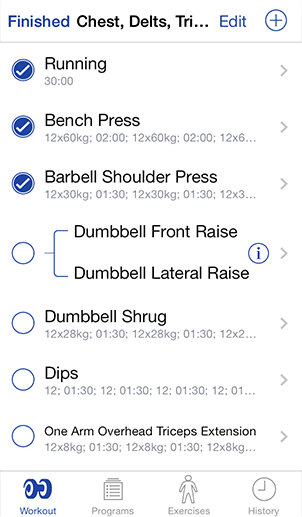 Finished Chest, Delts, Tri... Edit
Running
30:00
Bench Press
12x60kg; 02:00; 12x60kg; 02:00; 12x6...
Barbell Shoulder Press
12x30kg; 01:30; 12x30kg; 01:30; 12x3...
Dumbbell Front Raise
Dumbbell Lateral Raise
Dumbbell Shrug
12x28kg; 01:30; 12x28kg; 01:30; 12x2...
Dips
12; 01:30; 12; 01:30; 12; 01:30; 12; 01...
One Arm Overhead Triceps Extension
12x8kg; 01:30; 12x8kg; 01:30; 12x8kg...
Workout Programs Exercises History